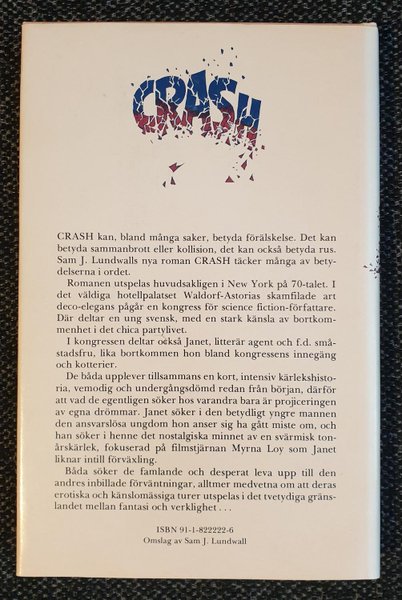 CRASH
CRASH kan, bland många saker, betyda förälskelse. Det kan
betyda sammanbrott eller kollision, det kan också betyda rus.
Sam J. Lundwalls nya roman CRASH täcker många av bety-
delserna i ordet.
Romanen utspelas huvudsakligen i New York på 70-talet. I
det väldiga hotellpalatset Waldorf-Astorias skamfilade art
deco-elegans pågår en kongress för science fiction-författare.
Där deltar en ung svensk, med en stark känsla av bortkom-
menhet i det chica partylivet.
I kongressen deltar också Janet, litterär agent och f.d. små-
stadsfru, lika bortkommen hon bland kongressens innegäng
och kotterier.
De båda upplever tillsammans en kort, intensiv kärlekshisto-
ria, vemodig och undergångsdömd redan från början, därför
att vad de egentligen söker hos varandra bara är projiceringen
av egna drömmar. Janet söker i den betydligt yngre mannen
den ansvarslösa ungdom hon anser sig ha gått miste om, och
han söker i henne det nostalgiska minnet av en svärmisk ton-
årskärlek, fokuserad på filmstjärnan Myrna Loy som Janet
liknar intill förväxling.
Båda söker de famlande och desperat leva upp till den
andres inbillade förväntningar, alltmer medvetna om att deras
erotiska och känslomässiga turer utspelas i det tvetydiga gräns-
landet mellan fantasi och verklighet . . .
ISBN 91-1-822222-6
Omslag av Sam J. Lundwall